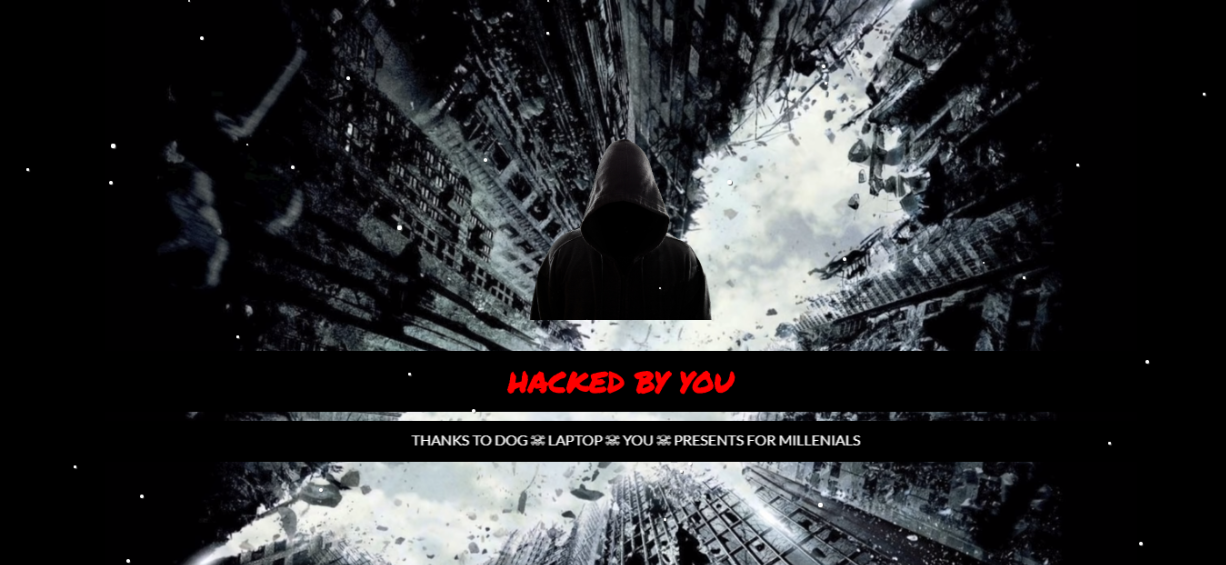 HACKED BY YOU
THANKS TO DOG ☠ LAPTOP ☠ YOU ☠ PRESENTS FOR MILLENIALS